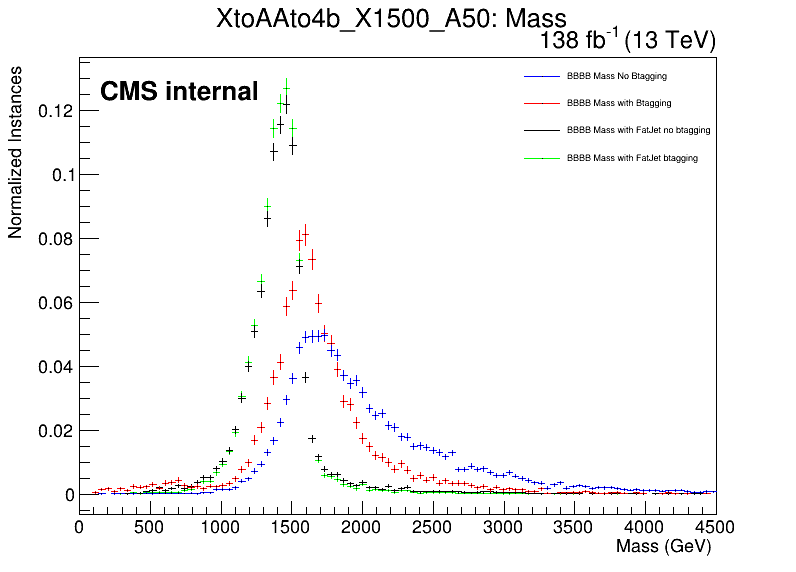 XtoAAto4b_X1500_A50: Mass
138 fb-1 (13 TeV)
CMS internal
BBBB Mass No Btagging
BBBB Mass with Btagging
BBBB Mass with FatJet no btagging
BBBB Mass with FatJet btagging
Normalized Instances
0.12
0.1
0.08
0.06
0.04
0.02
0
0 500 1000 1500 2000 2500 3000 3500 4000 4500
Mass (GeV)